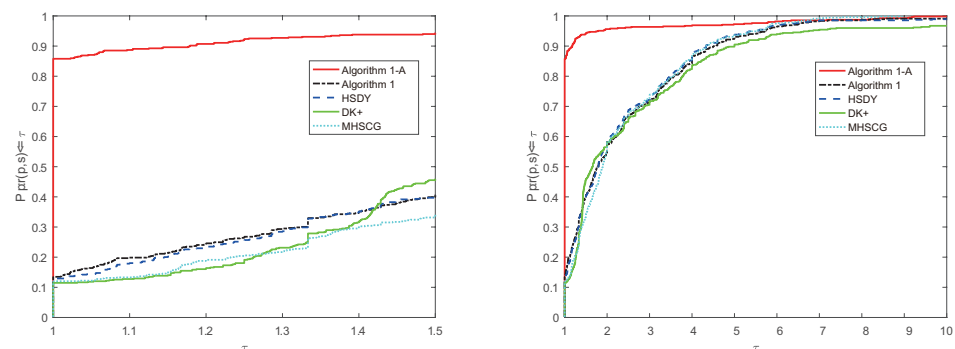 1
0.9
0.8
0.7
0.6
0.5
0.4
0.3
0.2
0.1
0
P pr(p,s)<= τ
Algorithm 1-A
Algorithm 1
HSDY
DK+
MHSCG
1 1.1 1.2 1.3 1.4 1.5
τ
1
0.9
0.8
0.7
0.6
0.5
0.4
0.3
0.2
0.1
0
P pr(p,s)<= τ
Algorithm 1-A
Algorithm 1
HSDY
DK+
MHSCG
1 2 3 4 5 6 7 8 9 10
τ